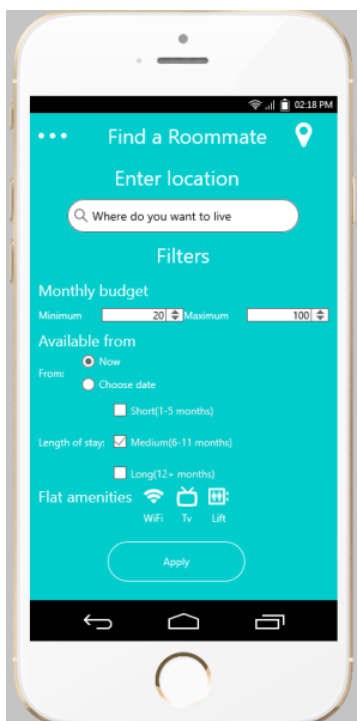 02:18 PM
Find a Roommate
Enter location
Where do you want to live
Filters
Monthly budget
Minimum 20 Maximum 100
Available from
Now
From:
Choose date
Short(1-5 months)
Length of stay: Medium(6-11 months)
Long(12+ months)
Flat amenities
WiFi Tv Lift
Apply